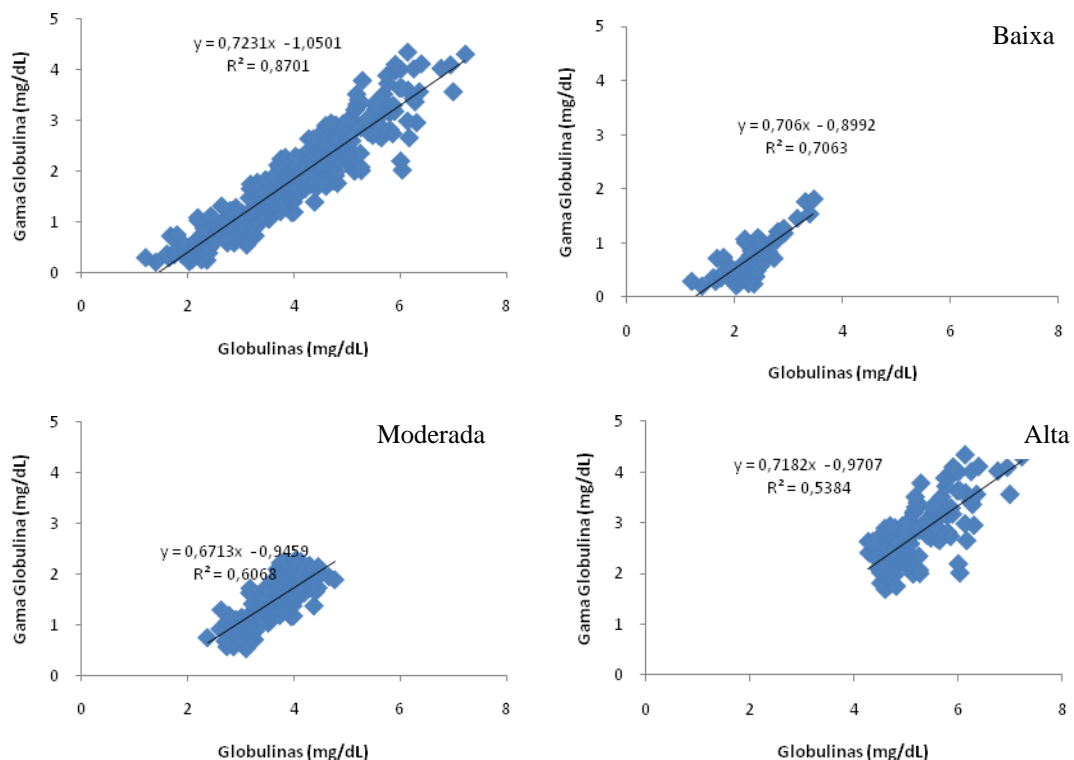 Gama Globulina (mg/dL)
5
4
3
2
1
0
y = 0,7231x - 1,0501
R² = 0,8701
0 2 4 6 8
Globulinas (mg/dL)
Baixa
Gama Globulina (mg/dL)
5
4
3
2
1
0
y = 0,706x - 0,8992
R² = 0,7063
0 2 4 6 8
Globulinas (mg/dL)
Moderada
Gama Globulina (mg/dL)
5
4
3
2
1
0
y = 0,6713x - 0,9459
R² = 0,6068
0 2 4 6 8
Globulinas (mg/dL)
Alta
Gama Globulina (mg/dL)
5
4
3
2
1
0
y = 0,7182x - 0,9707
R² = 0,5384
0 2 4 6 8
Globulinas (mg/dL)